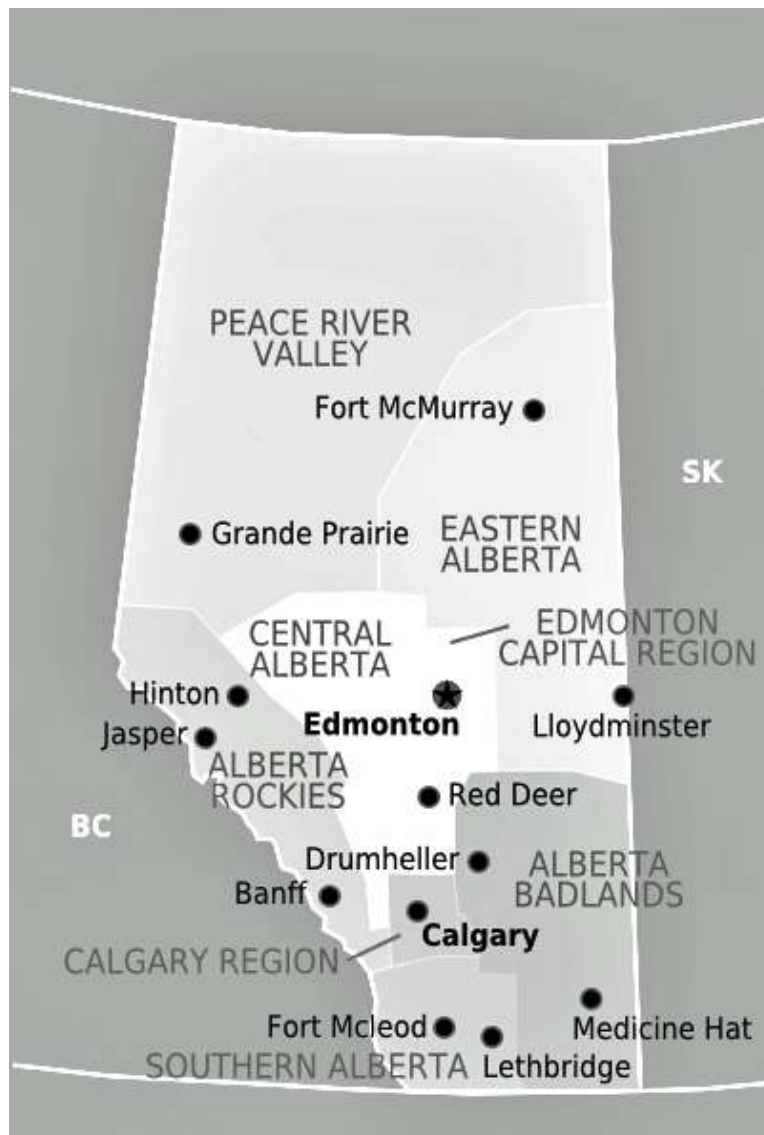 PEACE RIVER
VALLEY
Fort McMurray
SK
Grande Prairie
EASTERN
ALBERTA
CENTRAL
ALBERTA
EDMONTON
CAPITAL REGION
Hinton
Edmonton
Lloydminster
Jasper
ALBERTA
ROCKIES
Red Deer
BC
Drumheller
ALBERTA
BADLANDS
Banff
Calgary
CALGARY REGION
Fort Mcleod
Medicine Hat
SOUTHERN ALBERTA
Lethbridge